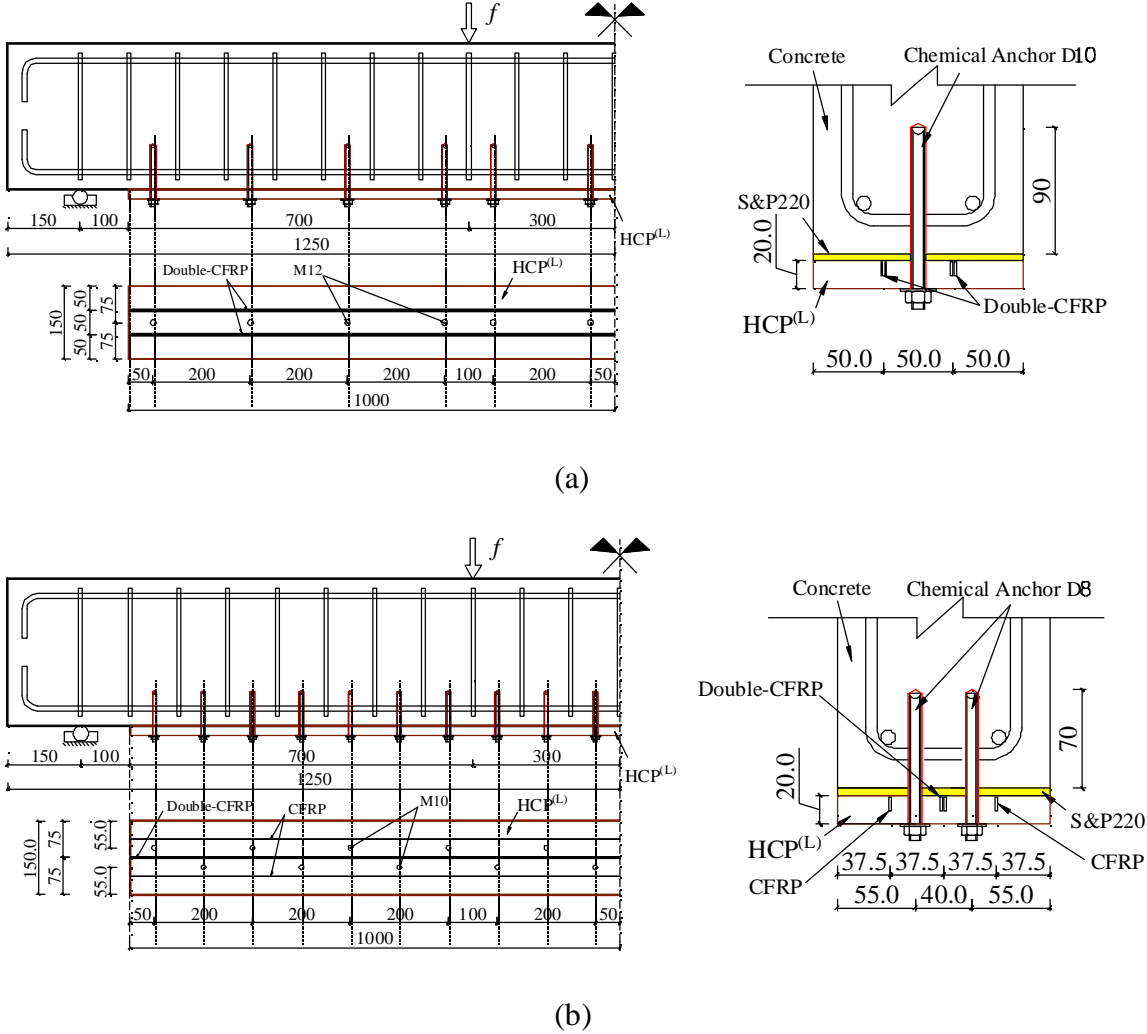 f
150
100
700
300
1250
HCP(L)
Double-CFRP
M12
HCP(L)
150
50
50
50
75
75
50
200
200
200
100
200
50
1000
Concrete
Chemical Anchor D10
S&P220
20.0
90
HCP(L)
Double-CFRP
50.0
50.0
50.0
(a)
f
150
100
700
300
1250
HCP(L)
Double-CFRP
CFRP
M10
HCP(L)
150.0
75
75
55.0
55.0
50
200
200
200
100
200
50
1000
Concrete
Chemical Anchor D8
Double-CFRP
20.0
70
S&P220
HCP(L)
CFRP
CFRP
37.5
37.5
37.5
37.5
55.0
40.0
55.0
(b)